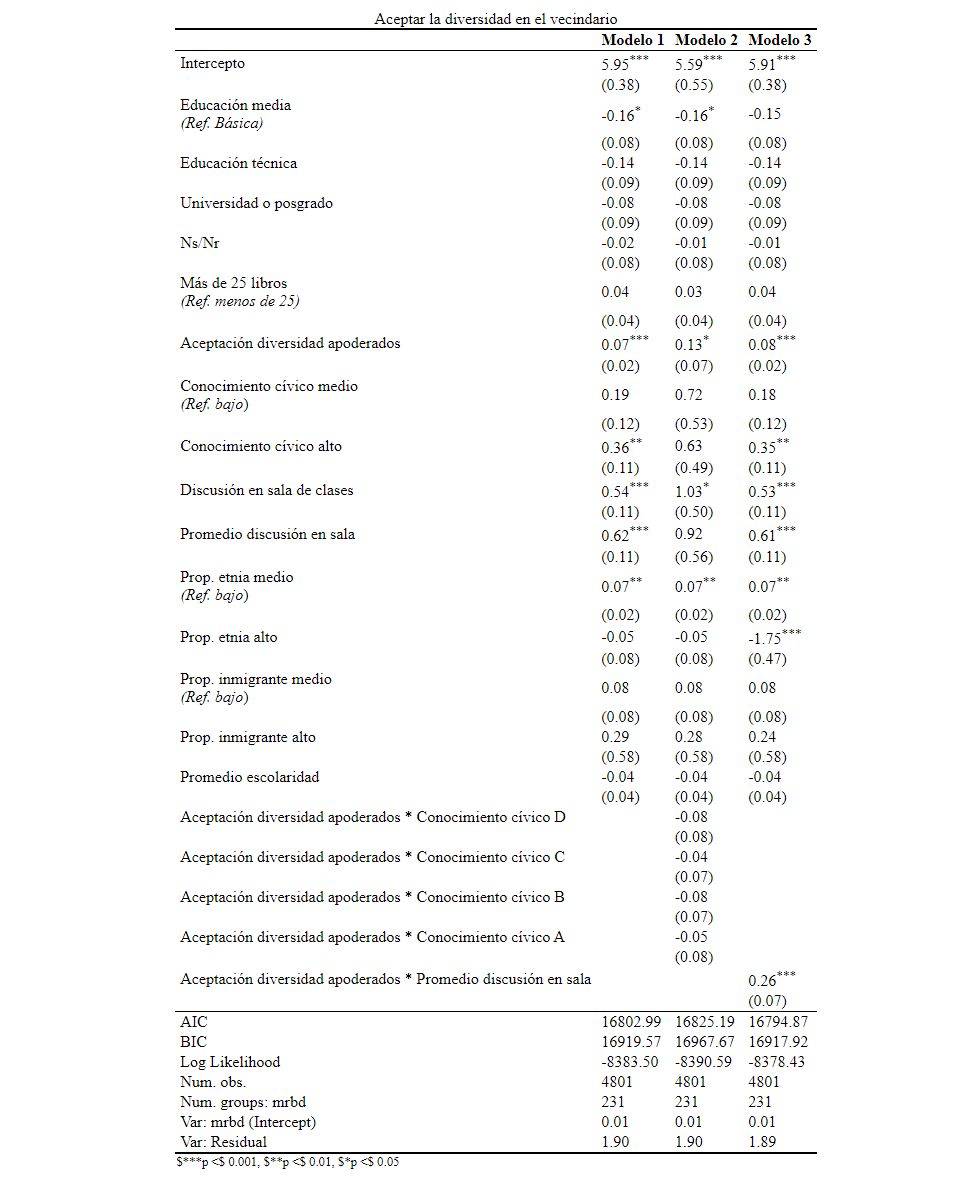 Aceptar la diversidad en el vecindario
Modelo 1 Modelo 2 Modelo 3
Intercepto 5.95*** 5.59*** 5.91***
(0.38) (0.55) (0.38)
Educación media
(Ref. Básica) -0.16* -0.16* -0.15
(0.08) (0.08) (0.08)
Educación técnica -0.14 -0.14 -0.14
(0.09) (0.09) (0.09)
Universidad o posgrado -0.08 -0.08 -0.08
(0.09) (0.09) (0.09)
Ns/Nr -0.02 -0.01 -0.01
(0.08) (0.08) (0.08)
Más de 25 libros
(Ref. menos de 25) 0.04 0.03 0.04
(0.04) (0.04) (0.04)
Aceptación diversidad apoderados 0.07*** 0.13* 0.08***
(0.02) (0.07) (0.02)
Conocimiento cívico medio
(Ref. bajo) 0.19 0.72 0.18
(0.12) (0.53) (0.12)
Conocimiento cívico alto 0.36** 0.63 0.35**
(0.11) (0.49) (0.11)
Discusión en sala de clases 0.54*** 1.03* 0.53***
(0.11) (0.50) (0.11)
Promedio discusión en sala 0.62*** 0.92 0.61***
(0.11) (0.56) (0.11)
Prop. etnia medio
(Ref. bajo) 0.07** 0.07** 0.07**
(0.02) (0.02) (0.02)
Prop. etnia alto -0.05 -0.05 -1.75***
(0.08) (0.08) (0.47)
Prop. inmigrante medio
(Ref. bajo) 0.08 0.08 0.08
(0.08) (0.08) (0.08)
Prop. inmigrante alto 0.29 0.28 0.24
(0.58) (0.58) (0.58)
Promedio escolaridad -0.04 -0.04 -0.04
(0.04) (0.04) (0.04)
Aceptación diversidad apoderados * Conocimiento cívico D -0.08
(0.08)
Aceptación diversidad apoderados * Conocimiento cívico C -0.04
(0.07)
Aceptación diversidad apoderados * Conocimiento cívico B -0.08
(0.07)
Aceptación diversidad apoderados * Conocimiento cívico A -0.05
(0.08)
Aceptación diversidad apoderados * Promedio discusión en sala 0.26***
(0.07)
AIC 16802.99 16825.19 16794.87
BIC 16919.57 16967.67 16917.92
Log Likelihood -8383.50 -8390.59 -8378.43
Num. obs. 4801 4801 4801
Num. groups: mrbd 231 231 231
Var: mrbd (Intercept) 0.01 0.01 0.01
Var: Residual 1.90 1.90 1.89
$***p <$ 0.001, $**p <$ 0.01, $*p <$ 0.05